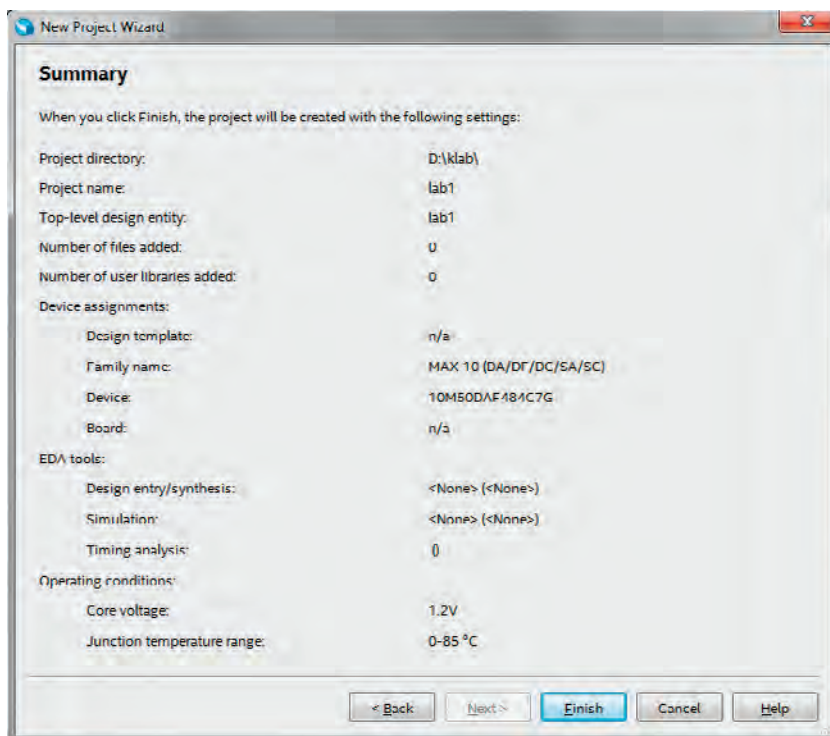 New Project Wizard
Summary
When you click Finish, the project will be created with the following settings:
Project directory: D:\klab\
Project name: lab1
Top-level design entity: lab1
Number of files added: 0
Number of user libraries added: 0
Device assignments:
Design template: n/a
Family name: MAX 10 (DA/DF/DC/SA/SC)
Device: 10M50DAF484C7G
Board: n/a
EDA tools:
Design entry/synthesis: <None> (<None>)
Simulation: <None> (<None>)
Timing analysis: ()
Operating conditions:
Core voltage: 1.2V
Junction temperature range: 0-85 °C
< Back Next > Finish Cancel Help